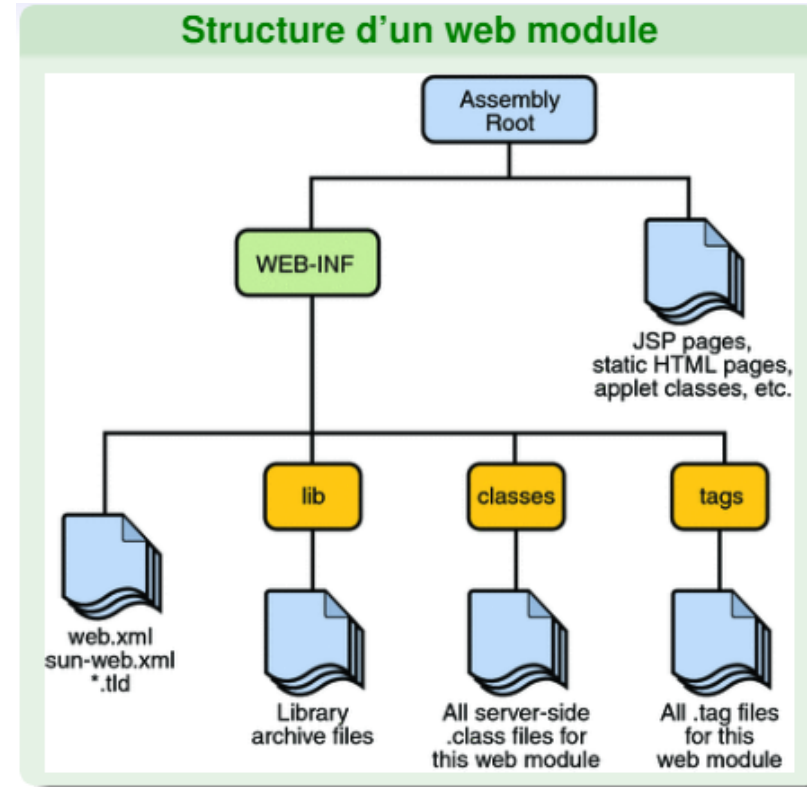 Structure d'un web module
Assembly
Root
WEB-INF
JSP pages,
static HTML pages,
applet classes, etc.
lib
classes
tags
web.xml
sun-web.xml
*.tld
Library
archive files
All server-side
.class files for
this web module
All .tag files
for this
web module